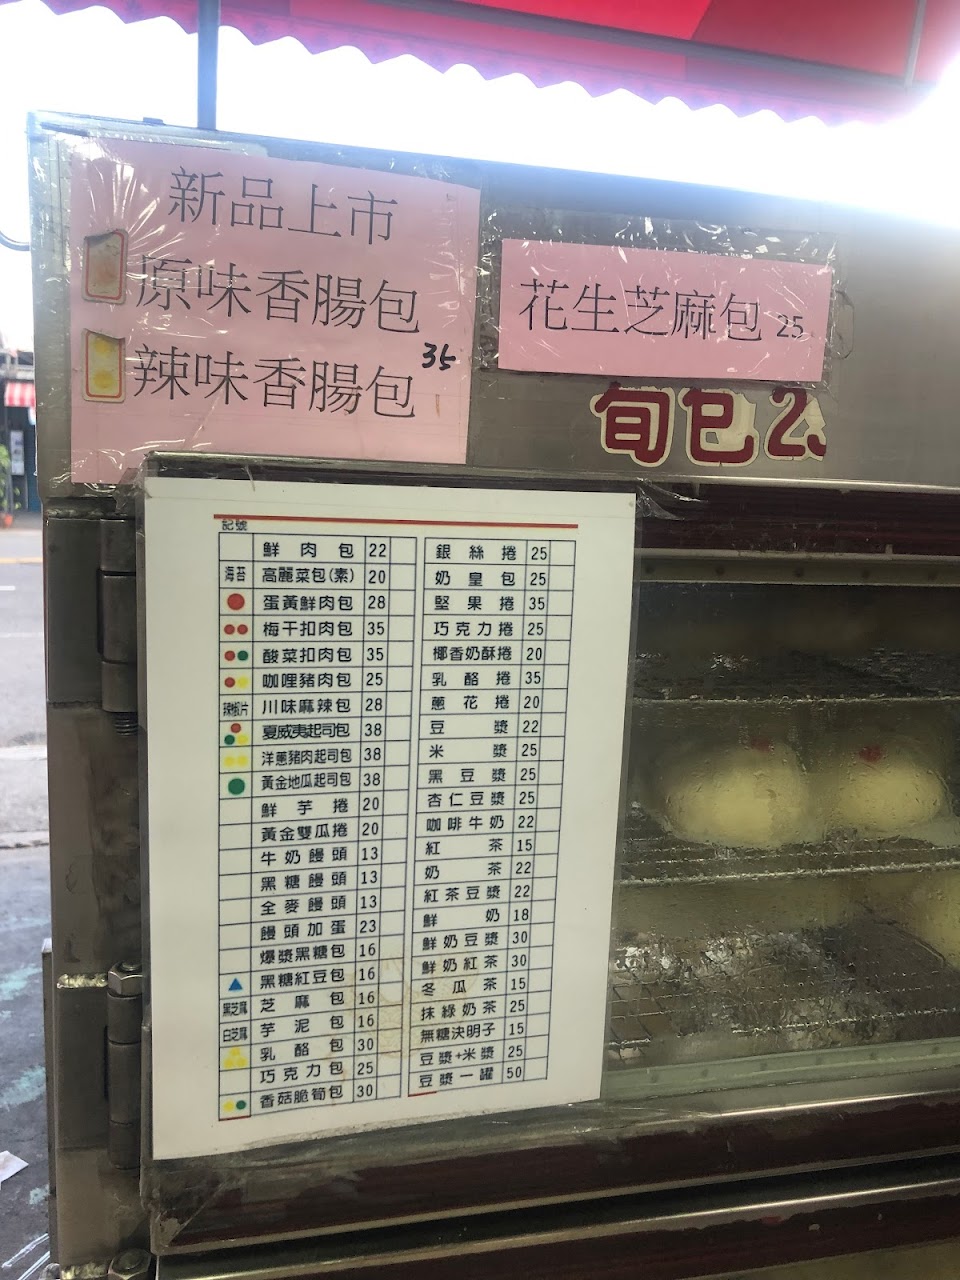 新品上市
原味香腸包
辣味香腸包 35
花生芝麻包 25
記號
鮮肉包 22
海苔 高麗菜包(素) 20
蛋黃鮮肉包 28
梅干扣肉包 35
酸菜扣肉包 35
咖哩豬肉包 25
辣椒片 川味麻辣包 28
夏威夷起司包 38
洋蔥豬肉起司包 38
黃金地瓜起司包 38
鮮芋捲 20
黃金雙瓜捲 20
牛奶饅頭 13
黑糖饅頭 13
全麥饅頭 13
饅頭加蛋 23
爆漿黑糖包 16
黑糖紅豆包 16
黑芝麻 芝麻包 16
白芝麻 芋泥包 16
乳酪包 30
巧克力包 25
香菇脆筍包 30
銀絲捲 25
奶皇包 25
堅果捲 35
巧克力捲 25
椰香奶酥捲 20
乳酪捲 35
蔥花捲 20
豆漿 22
米漿 25
黑豆漿 25
杏仁豆漿 25
咖啡牛奶 22
紅茶 15
奶茶 22
紅茶豆漿 22
鮮奶 18
鮮奶豆漿 30
鮮奶紅茶 30
冬瓜茶 15
抹綠奶茶 25
無糖決明子 15
豆漿+米漿 25
豆漿一罐 50